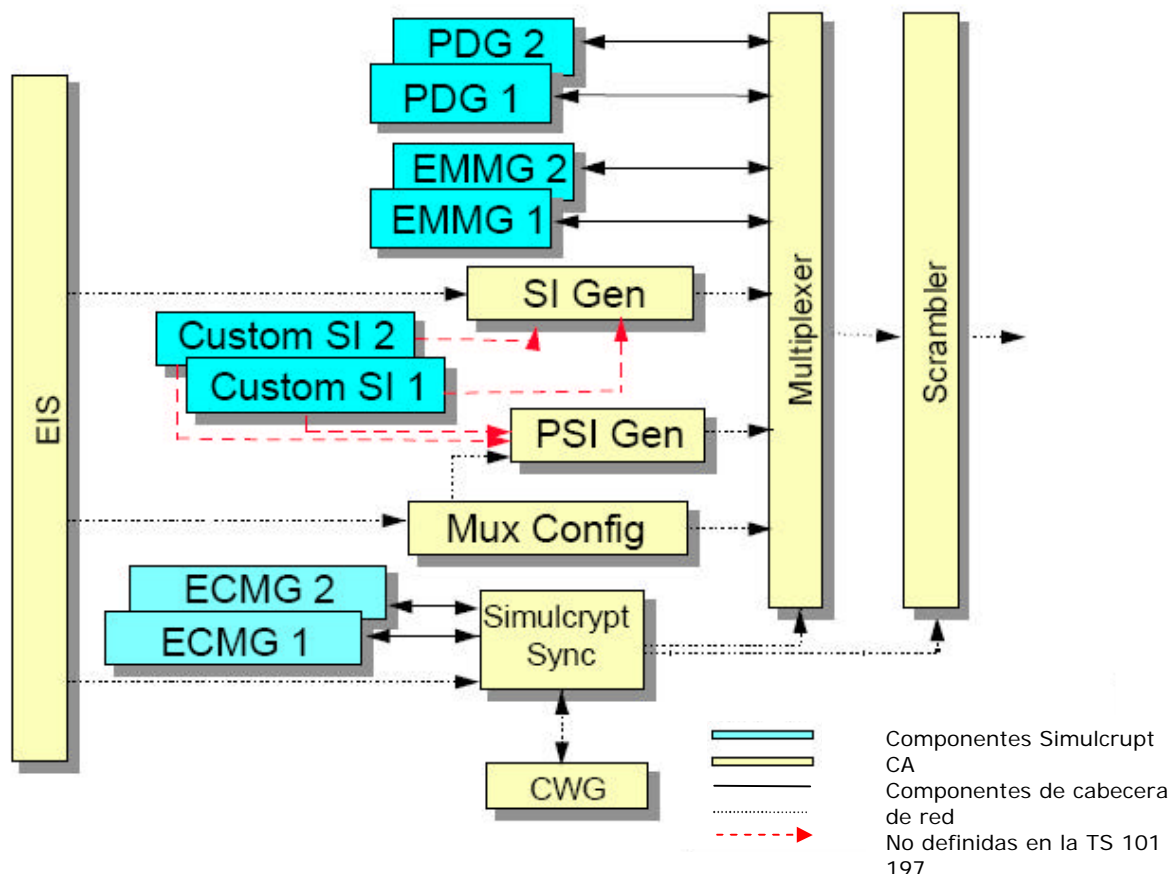 PDG 2
PDG 1
EMMG 2
EMMG 1
SI Gen
Custom SI 2
Custom SI 1
EIS
PSI Gen
Mux Config
Multiplexer
Scrambler
ECMG 2
ECMG 1
Simulcrypt
Sync
CWG
Componentes Simulcrupt
CA
Componentes de cabecera
de red
No definidas en la TS 101
197